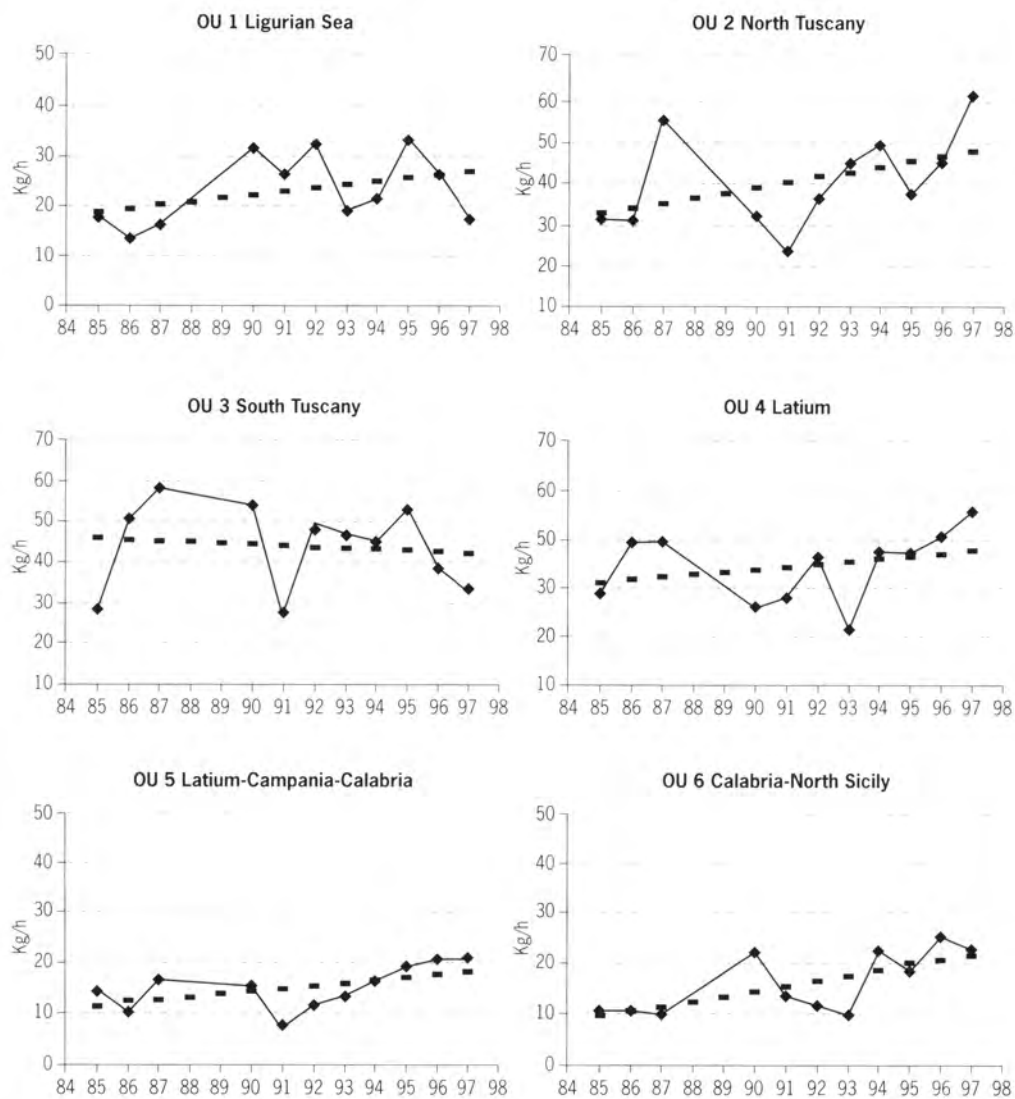 OU 1 Ligurian Sea
50
40
30
20
10
0
Kg/h
84 85 86 87 88 89 90 91 92 93 94 95 96 97 98
OU 2 North Tuscany
70
60
50
40
30
20
10
Kg/h
84 85 86 87 88 89 90 91 92 93 94 95 96 97 98
OU 3 South Tuscany
70
60
50
40
30
20
10
Kg/h
84 85 86 87 88 89 90 91 92 93 94 95 96 97 98
OU 4 Latium
70
60
50
30
20
10
Kg/h
84 85 86 87 88 89 90 91 92 93 94 95 96 97 98
OU 5 Latium-Campania-Calabria
50
40
30
20
10
0
Kg/h
84 85 86 87 88 89 90 91 92 93 94 95 96 97 98
OU 6 Calabria-North Sicily
50
40
30
20
10
0
Kg/h
84 85 86 87 88 89 90 91 92 93 94 95 96 97 98